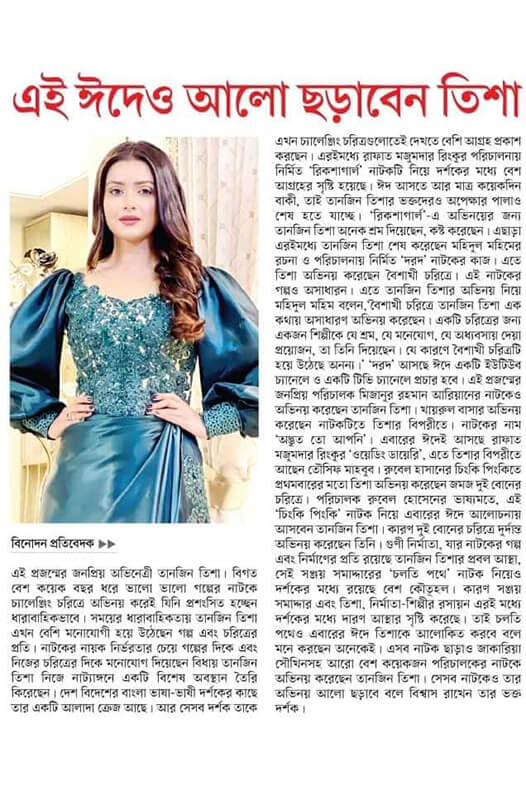 এই ঈদেও আলো ছড়াবেন তিশা
বিনোদন প্রতিবেদক
এই প্রজন্মের জনপ্রিয় অভিনেত্রী তানজিন তিশা। বিগত
বেশ কয়েক বছর ধরে ভালো ভালো গল্পের নাটকে
চ্যালেঞ্জিং চরিত্রে অভিনয় করেই যিনি প্রশংসিত হচ্ছেন
ধারাবাহিকভাবে। সময়ের ধারাবাহিকতায় তানজিন তিশা
এখন বেশি মনোযোগী হয়ে উঠেছেন গল্প এবং চরিত্রের
প্রতি। নাটকের নায়ক নির্ভরতার চেয়ে গল্পের দিকে এবং
নিজের চরিত্রের দিকে মনোযোগ দিয়েছেন বিধায় তানজিন
তিশা নিজে নাট্যাঙ্গনে একটি বিশেষ অবস্থান তৈরি
করিয়েছেন। দেশ বিদেশের বাংলা ভাষা-ভাষী দর্শকের কাছে
তার একটি আলাদা ক্রেজ আছে। আর সেসব দর্শক তাকে
এখন চ্যালেঞ্জিং চরিত্রগুলোতেই দেখতে বেশি আগ্রহ প্রকাশ
করছেন। এরইমধ্যে রাফাত মজুমদার রিংকুর পরিচালনায়
নির্মিত ‘রিকশাগার্ল’ নাটকটি নিয়ে দর্শকের মধ্যে বেশ
আগ্রহের সৃষ্টি হয়েছে। ঈদ আসতে আর মাত্র কয়েকদিন
বাকী, তাই তানজিন তিশার ভক্তদেরও অপেক্ষার পালাও
শেষ হতে যাচ্ছে। ‘রিকশাগার্ল’-এ অভিনয়ের জন্য
তানজিন তিশা অনেক শ্রম দিয়েছেন, কষ্ট করেছেন। এছাড়া
এরইমধ্যে তানজিন তিশা শেষ করেছেন মহিদুল মহিমের
রচনা ও পরিচালনায় নির্মিত ‘দরদ’ নাটকের কাজ। এতে
তিশা অভিনয় করেছেন বৈশাখী চরিত্রে। এই নাটকের
গল্পও অসাধারন। এতে তানজিন তিশার অভিনয় নিয়ে
মহিদুল মহিম বলেন,‘বৈশাখী চরিত্রে তানজিন তিশা এক
কথায় অসাধারণ অভিনয় করেছেন। একটি চরিত্রের জন্য
একজন শিল্পীকে যে শ্রম, যে মনেযোগ, যে অধ্যবসায় দেয়া
প্রয়োজন, তা তিনি দিয়েছেন। যে কারণে বৈশাখী চরিত্রটি
হয়ে উঠেছে অনন্য।’ ‘দরদ’ আসছে ঈদে একটি ইউটিউব
চ্যানেলে ও একটি টিভি চ্যানেলে প্রচার হবে। এই প্রজন্মের
জনপ্রিয় নির্মাতা মিজানুর রহমান আরিয়ানের নাটকেও
অভিনয় করেছেন তানজিন তিশা। খায়রুল বাসার অভিনয়
করেছেন নাটকটিতে তিশার বিপরীতে। নাটকের নাম
‘অদ্ভুত তো আপনি’। এবারের ঈদেই আসছে রাফাত
মজুমদার রিংকুর ‘ওয়েডিং ডায়েরি’, এতে তিশার বিপরীতে
আছেন তৌসিফ মাহবুব। রুবেল হাসানের চিংকি পিংকিতে
প্রথমবারের মতো তিশা অভিনয় করেছেন জমজ দুই বোনের
চরিত্রে। পরিচালক রুবেল হোসেনের ভাষ্যমতে, এই
‘চিংকি পিংকি’ নাটক নিয়ে এবারের ঈদে আলোচনায়
আসবেন তানজিন তিশা। কারণ দুই বোনের চরিত্রে দুর্দান্ত
অভিনয় করেছেন তিনি। গুণী নির্মাতা, যার নাটকের গল্প
এবং নির্মাণের প্রতি রয়েছে তানজিন তিশার প্রবল আস্থা,
সেই সঞ্জয় সমাদ্দারের ‘চলতি পথে’ নাটক নিয়েও
দর্শকের মধ্যে রয়েছে বেশ কৌতুহল। কারণ সঞ্জয়
সমাদ্দার এবং তিশা, নির্মাতা-শিল্পীর রসায়ন এরই মধ্যে
দর্শকের মধ্যে দারণ আস্থার সৃষ্টি করেছে। তাই চলতি
পথেও এবারের ঈদে তিশাকে আলোকিত করবে বলে
মনে করছেন অনেকেই। এসব নাটক ছাড়াও জাকারিয়া
সৌখিনসহ আরো বেশ কয়েকজন পরিচালকের নাটকে
অভিনয় করেছেন তানজিন তিশা। সেসব নাটকেও তার
অভিনয় আলো ছড়াবে বলে বিশ্বাস রাখেন তার ভক্ত
দর্শক।